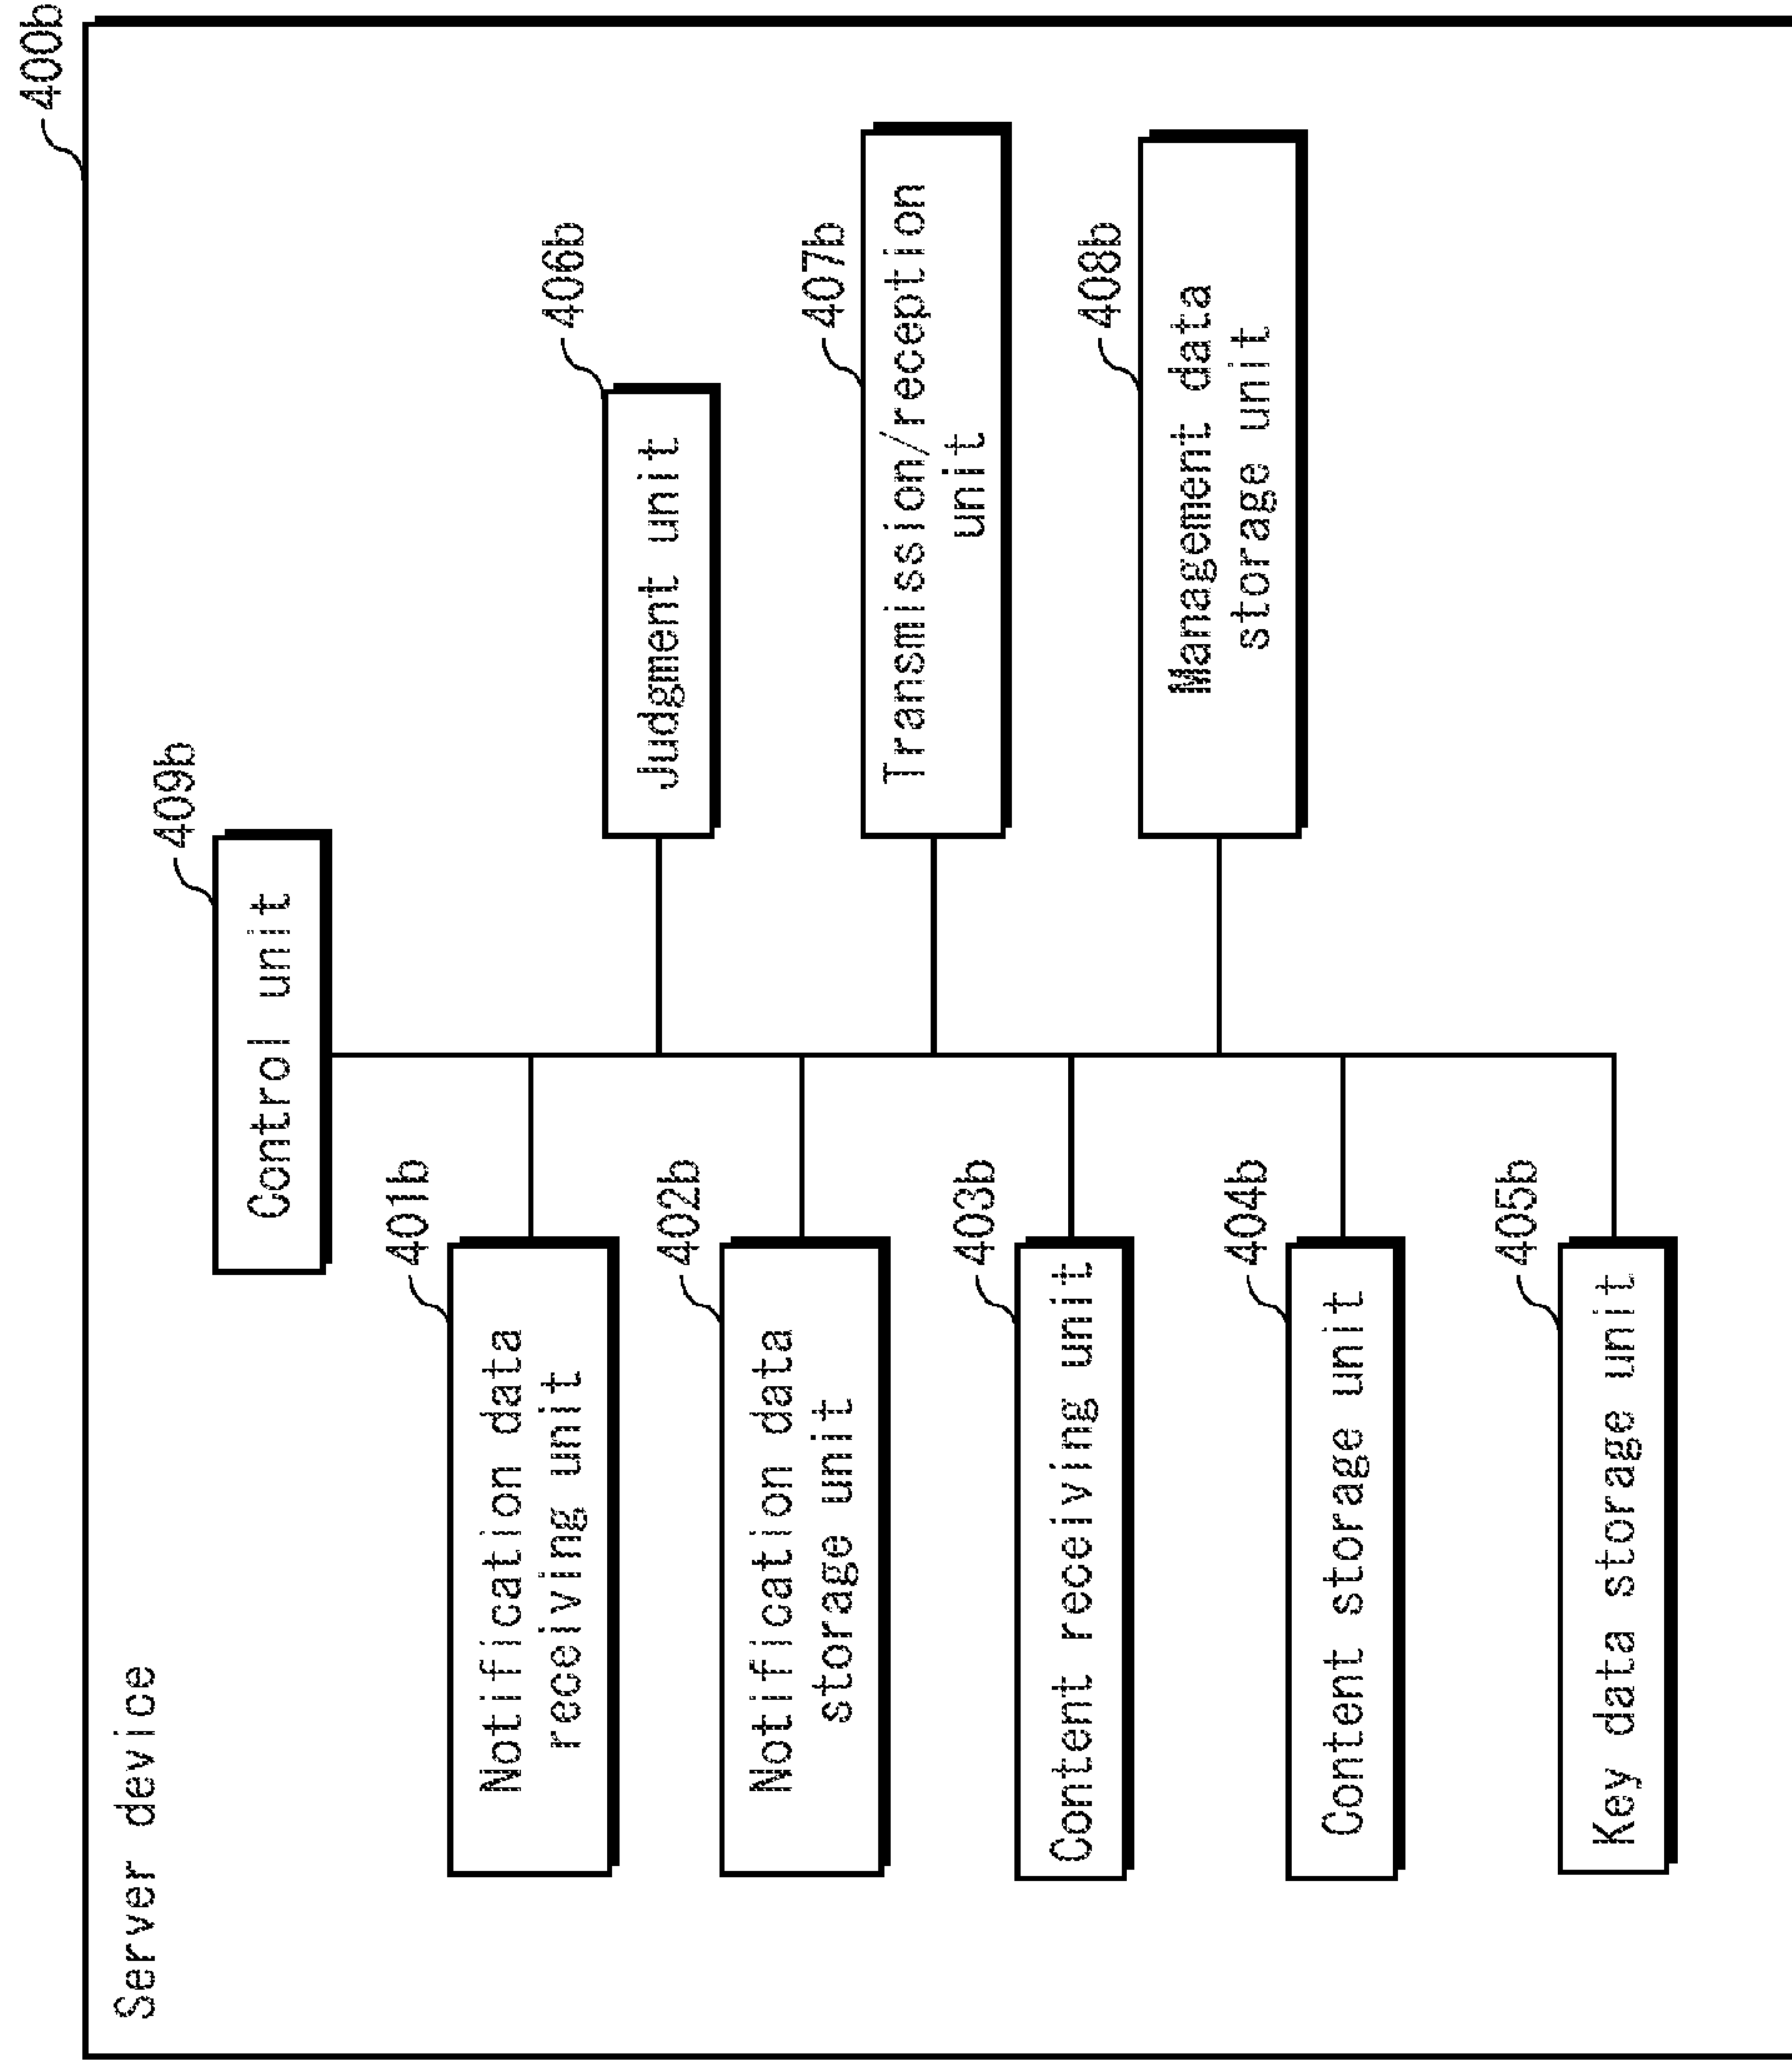 400b
Server device
409b
Control unit
401b
Notification data
receiving unit
406b
Judgment unit
402b
Notification data
storage unit
407b
Transmission/reception
unit
403b
Content receiving unit
408b
Management data
storage unit
404b
Content storage unit
405b
Key data storage unit